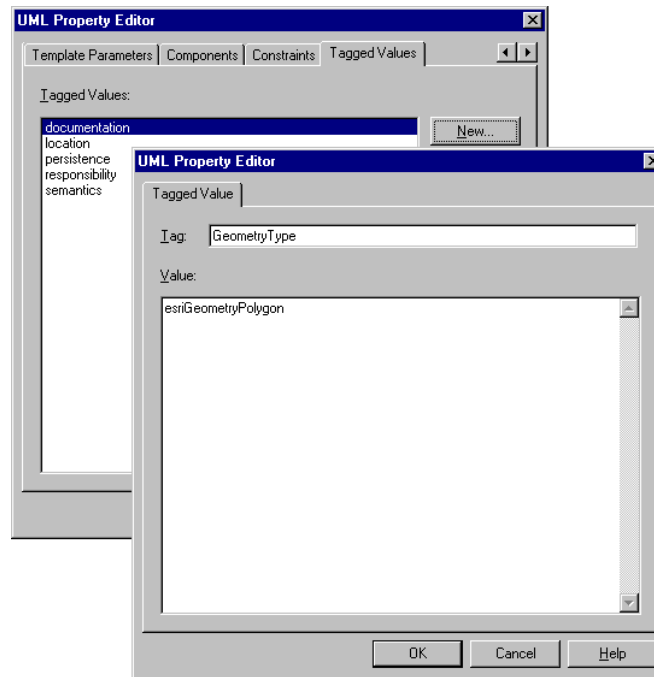 UML Property Editor
Template Parameters Components Constraints Tagged Values
Tagged Values:
documentation
location
persistence
responsibility
semantics
New...
UML Property Editor
Tagged Value
Tag: GeometryType
Value:
esriGeometryPolygon
OK Cancel Help